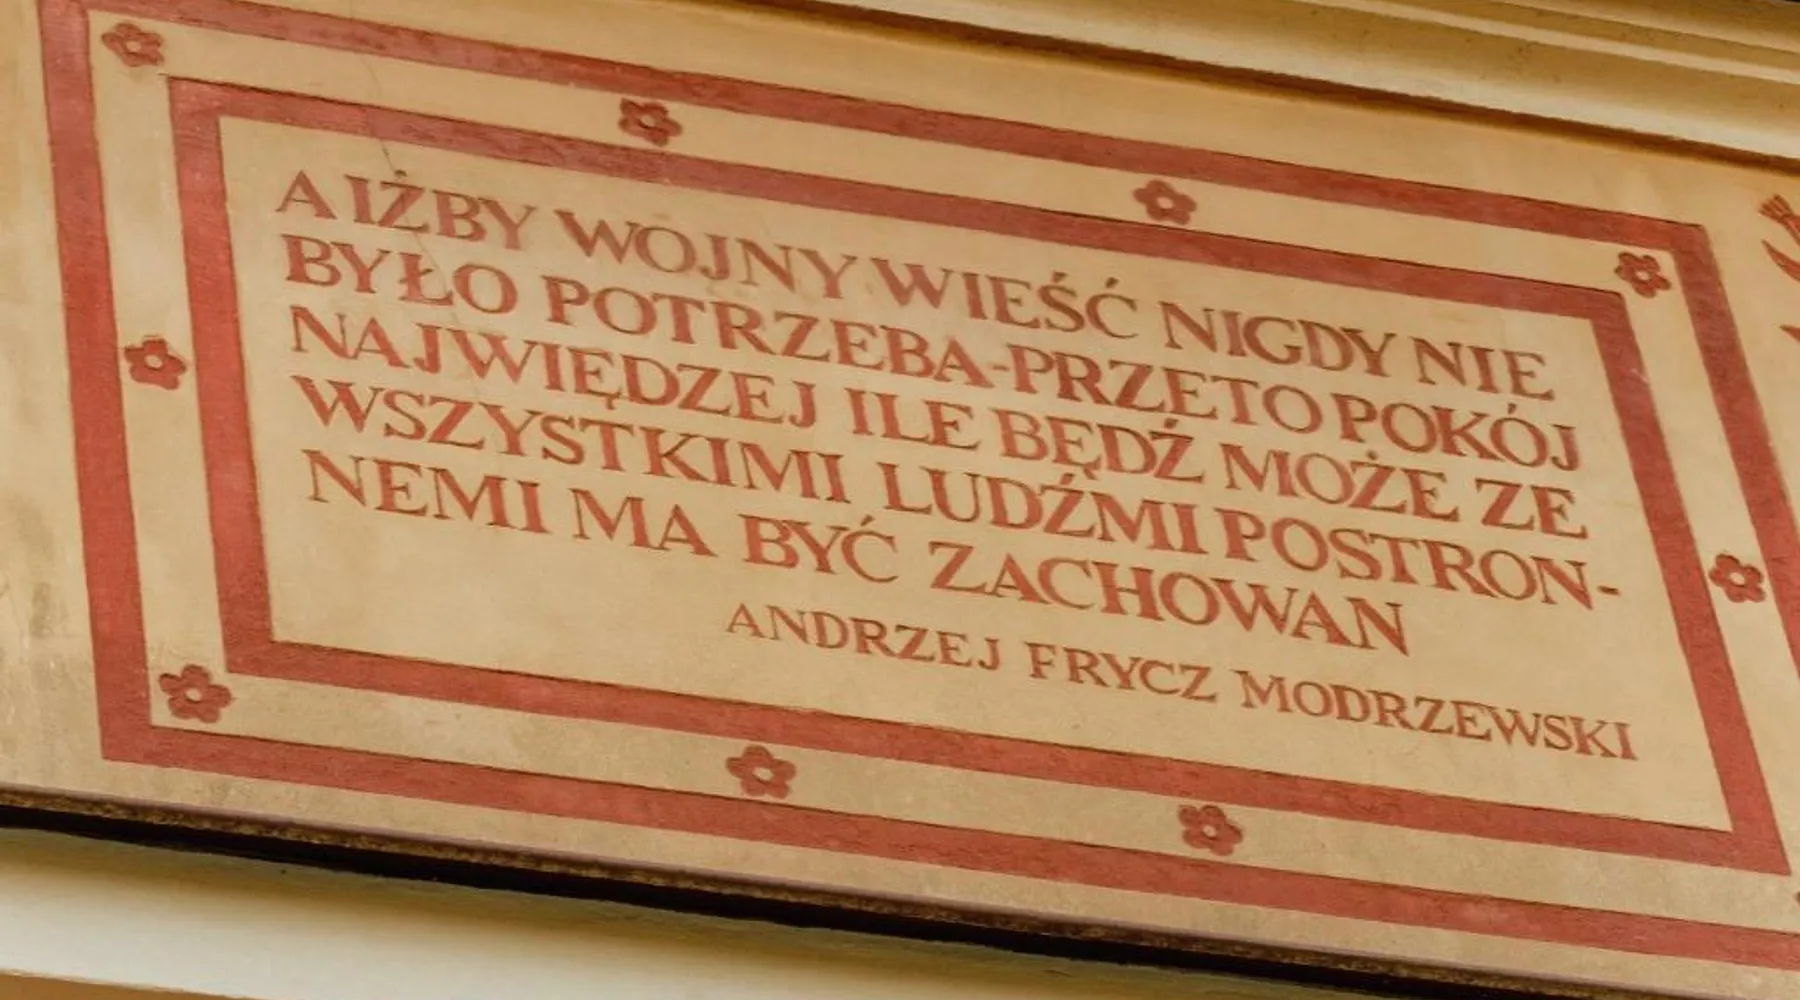 A IŻBY WOJNY WIEŚĆ NIGDY NIE
BYŁO POTRZEBA-PRZETO POKÓJ
NAJWIĘDZEJ ILE BĘDŹ MOŻE ZE
WSZYSTKIMI LUDŹMI POSTRON-
NEMI MA BYĆ ZACHOWAN
ANDRZEJ FRYCZ MODRZEWSKI